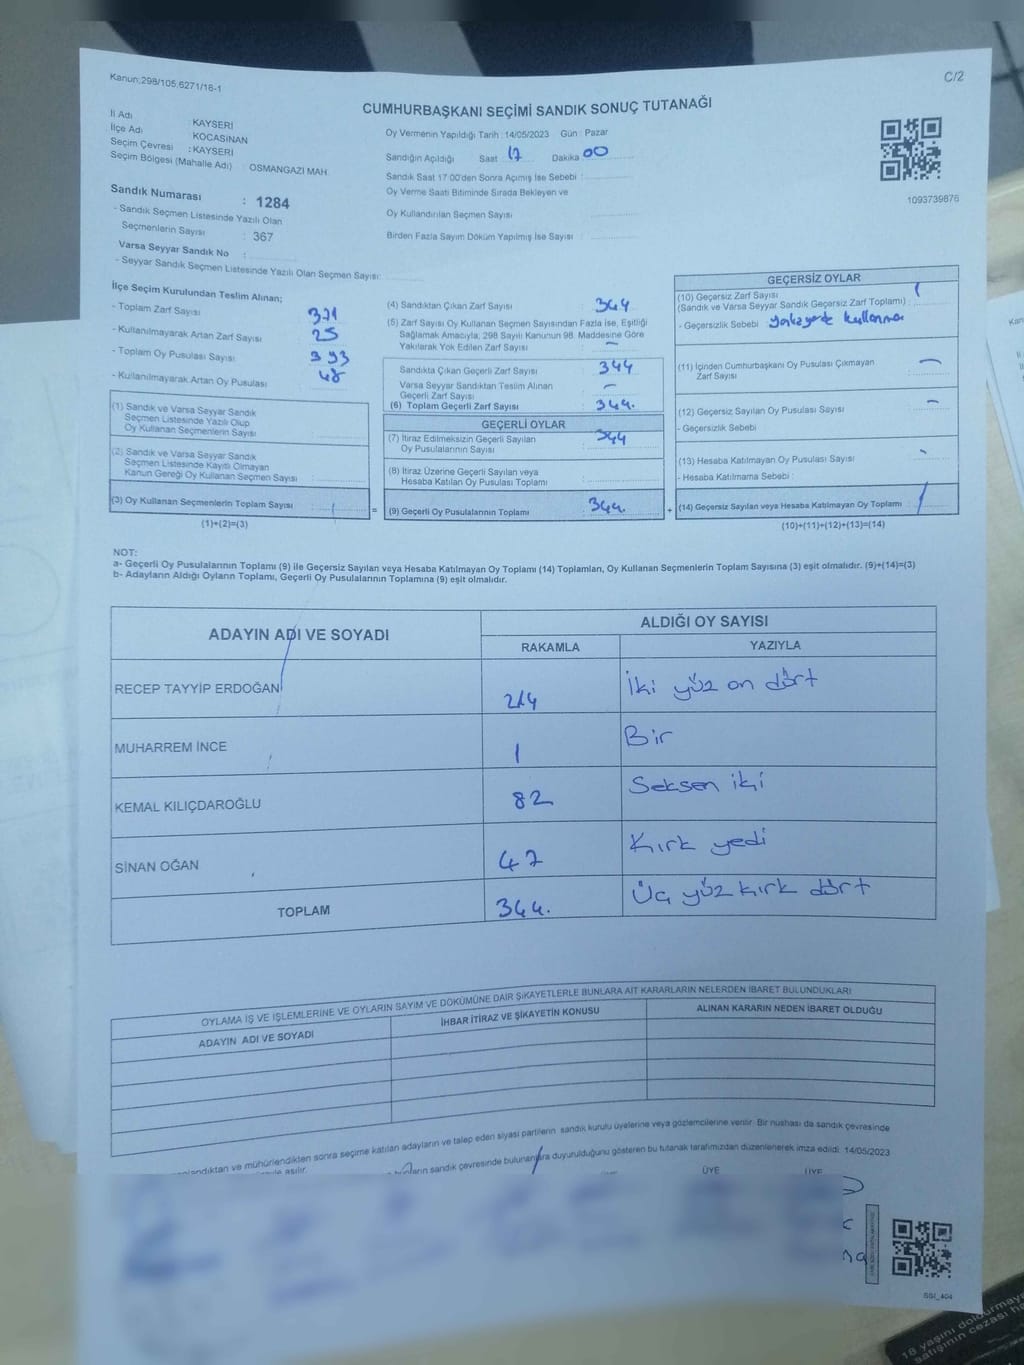 Kanun;298/105,6271/18-1
C/2
CUMHURBAŞKANI SEÇİMİ SANDIK SONUÇ TUTANAĞI
İl Adı : KAYSERİ
İlçe Adı : KOCASİNAN
Seçim Çevresi : KAYSERİ
Seçim Bölgesi (Mahalle Adı) : OSMANGAZİ MAH.
Sandık Numarası : 1284
- Sandık Seçmen Listesinde Yazılı Olan
Seçmenlerin Sayısı : 367
Varsa Seyyar Sandık No :
- Seyyar Sandık Seçmen Listesinde Yazılı Olan Seçmen Sayısı:
Oy Vermenin Yapıldığı Tarih :14/05/2023 Gün : Pazar
Sandığın Açıldığı Saat 17 Dakika 00
Sandık Saat 17:00'den Sonra Açılmış İse Sebebi :
Oy Verme Saati Bitiminde Sırada Bekleyen ve
Oy Kullandırılan Seçmen Sayısı
Birden Fazla Sayım Döküm Yapılmış İse Sayısı :
1093739876
İlçe Seçim Kurulundan Teslim Alınan;
- Toplam Zarf Sayısı 371
- Kullanılmayarak Artan Zarf Sayısı 25
- Toplam Oy Pusulası Sayısı 393
- Kullanılmayarak Artan Oy Pusulası 48
(1) Sandık ve Varsa Seyyar Sandık
Seçmen Listesinde Yazılı Olup
Oy Kullanan Seçmenlerin Sayısı
(2) Sandık ve Varsa Seyyar Sandık
Seçmen Listesinde Kayıtlı Olmayan
Kanun Gereği Oy Kullanan Seçmen Sayısı :
(3) Oy Kullanan Seçmenlerin Toplam Sayısı :
(1)+(2)=(3)
=
(4) Sandıktan Çıkan Zarf Sayısı : 344
(5) Zarf Sayısı Oy Kullanan Seçmen Sayısından Fazla İse, Eşitliği
Sağlamak Amacıyla, 298 Sayılı Kanunun 98. Maddesine Göre
Yakılarak Yok Edilen Zarf Sayısı : –
Sandıkta Çıkan Geçerli Zarf Sayısı : 344
Varsa Seyyar Sandıktan Teslim Alınan
Geçerli Zarf Sayısı : –
(6) Toplam Geçerli Zarf Sayısı : 344.
GEÇERLİ OYLAR
(7) İtiraz Edilmeksizin Geçerli Sayılan 344
Oy Pusulalarının Sayısı
(8) İtiraz Üzerine Geçerli Sayılan veya
Hesaba Katılan Oy Pusulası Toplamı
(9) Geçerli Oy Pusulalarının Toplamı : 344.
+
GEÇERSİZ OYLAR
(10) Geçersiz Zarf Sayısı 1
(Sandık ve Varsa Seyyar Sandık Geçersiz Zarf Toplamı) :
- Geçersizlik Sebebi :
(11) İçinden Cumhurbaşkanı Oy Pusulası Çıkmayan –
Zarf Sayısı
(12) Geçersiz Sayılan Oy Pusulası Sayısı : –
- Geçersizlik Sebebi
(13) Hesaba Katılmayan Oy Pusulası Sayısı : -
- Hesaba Katılmama Sebebi :
(14) Geçersiz Sayılan veya Hesaba Katılmayan Oy Toplamı : 1
(10)+(11)+(12)+(13)=(14)
NOT:
a- Geçerli Oy Pusulalarının Toplamı (9) ile Geçersiz Sayılan veya Hesaba Katılmayan Oy Toplamı (14) Toplamları, Oy Kullanan Seçmenlerin Toplam Sayısına (3) eşit olmalıdır. (9)+(14)=(3)
b- Adayların Aldığı Oyların Toplamı, Geçerli Oy Pusulalarının Toplamına (9) eşit olmalıdır.
ADAYIN ADI VE SOYADI
ALDIĞI OY SAYISI
RAKAMLA YAZIYLA
RECEP TAYYİP ERDOĞAN 214 İki yüz on dört
MUHARREM İNCE 1 Bir
KEMAL KILIÇDAROĞLU 82 Seksen iki
SİNAN OĞAN 47 Kırk yedi
TOPLAM 344. Üç yüz kırk dört
OYLAMA İŞ VE İŞLEMLERİNE VE OYLARIN SAYIM VE DÖKÜMÜNE DAİR ŞİKAYETLERLE BUNLARA AİT KARARLARIN NELERDEN İBARET BULUNDUKLARI
ADAYIN ADI VE SOYADI İHBAR İTİRAZ VE ŞİKAYETİN KONUSU ALINAN KARARIN NEDEN İBARET OLDUĞU
mühürlendikten sonra seçime katılan adayların ve talep eden siyasi partilerin sandık kurulu üyelerine veya gözlemcilerine verilir. Bir nüshası da sandık çevresinde
asılır.
sandık çevresinde bulunanlara duyurulduğunu gösteren bu tutanak tarafımızdan düzenlenerek imza edildi. 14/05/2023
ÜYE ÜYE
SSI_404
18 yaşını doldurmay
satışının cezası